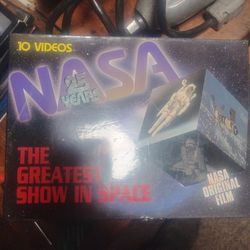 10 VIDEOS
NASA
25
YEARS
THE
GREATEST
SHOW IN SPACE
NASA
ORIGINAL
FILM